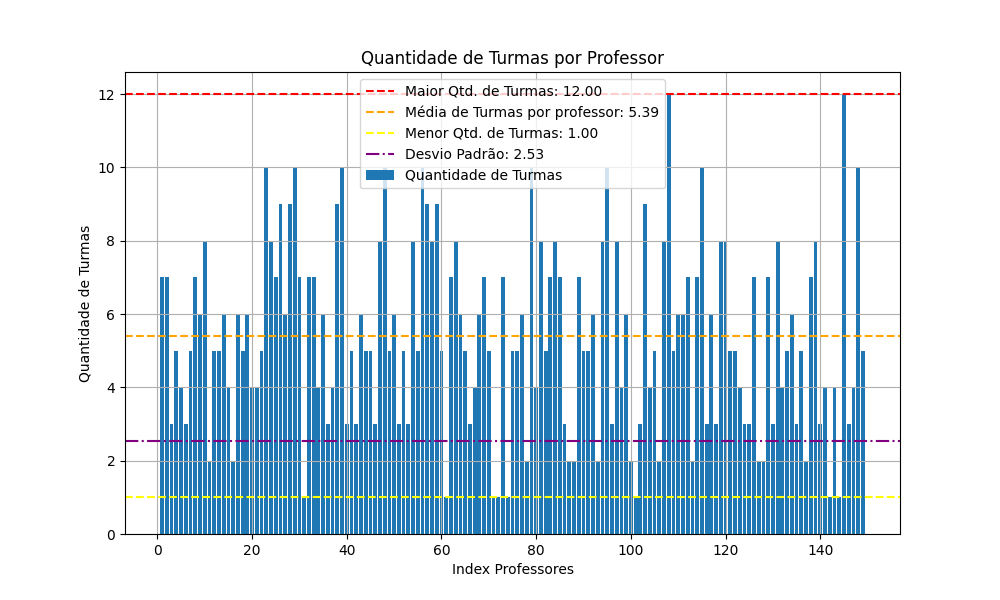 Quantidade de Turmas por Professor
Maior Qtd. de Turmas: 12.00
Média de Turmas por professor: 5.39
Menor Qtd. de Turmas: 1.00
Desvio Padrão: 2.53
Quantidade de Turmas
Quantidade de Turmas
12
10
8
6
4
2
0
0 20 40 60 80 100 120 140
Index Professores